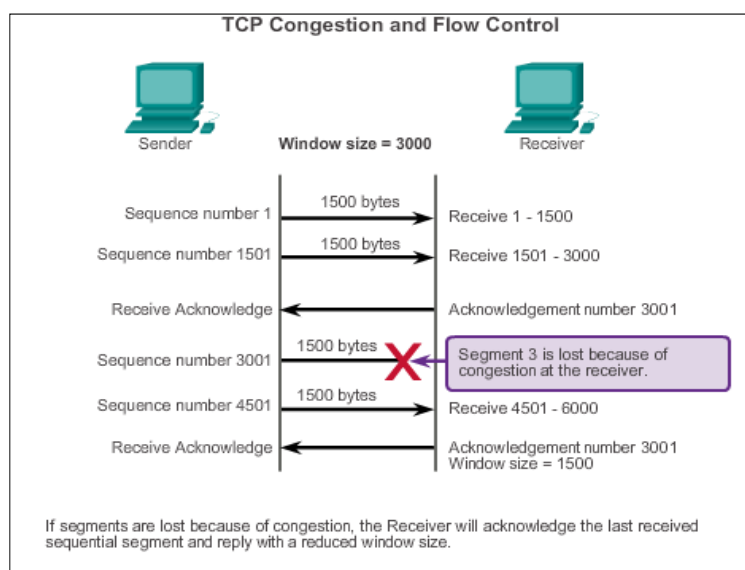 TCP Congestion and Flow Control
Sender
Window size = 3000
Receiver
Sequence number 1
1500 bytes
Receive 1 - 1500
Sequence number 1501
1500 bytes
Receive 1501 - 3000
Receive Acknowledge
Acknowledgement number 3001
Sequence number 3001
1500 bytes
Segment 3 is lost because of
congestion at the receiver.
Sequence number 4501
1500 bytes
Receive 4501 - 6000
Receive Acknowledge
Acknowledgement number 3001
Window size = 1500
If segments are lost because of congestion, the Receiver will acknowledge the last received
sequential segment and reply with a reduced window size.